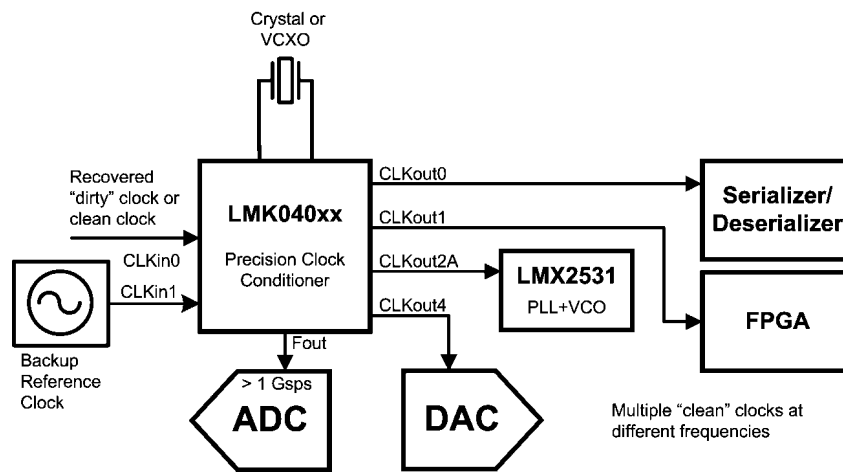 Crystal or
VCXO
Recovered
“dirty” clock or
clean clock
CLKin0
CLKin1
Backup
Reference
Clock
LMK040xx
Precision Clock
Conditioner
CLKout0
CLKout1
CLKout2A
CLKout4
Fout
Serializer/
Deserializer
LMX2531
PLL+VCO
FPGA
> 1 Gsps
ADC
DAC
Multiple “clean” clocks at
different frequencies